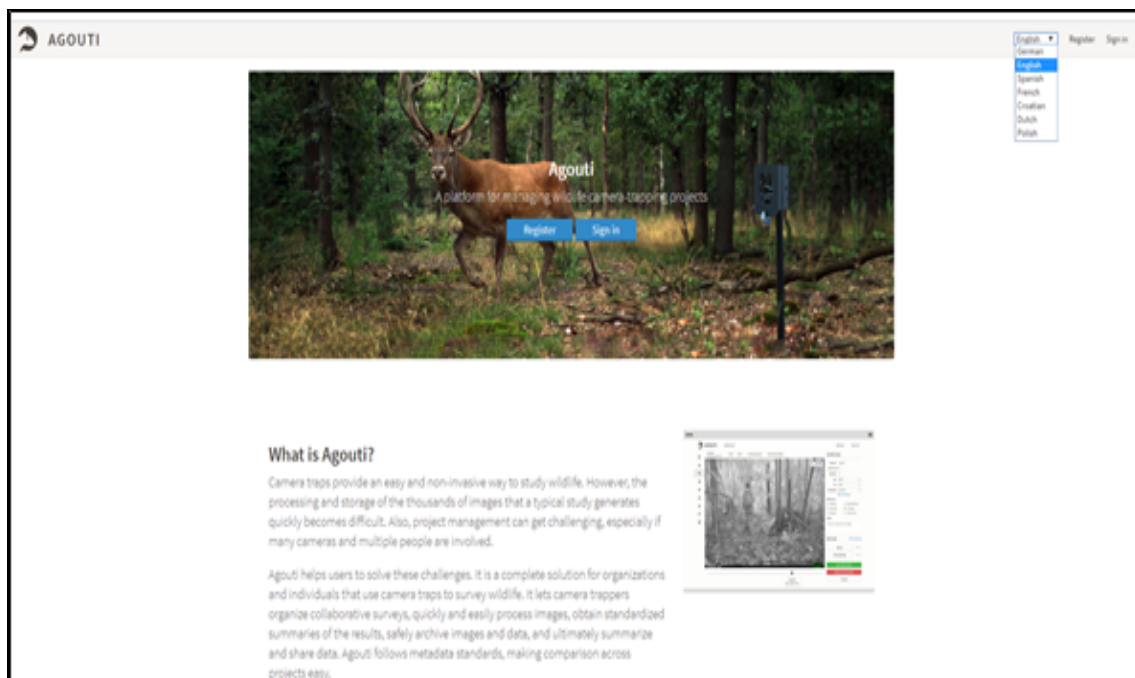 AGOUTI
English Register Sign in
German
English
Spanish
French
Croatian
Dutch
Polish
Agouti
A platform for managing wildlife camera-trapping projects
Register Sign in
What is Agouti?
Camera traps provide an easy and non-invasive way to study wildlife. However, the
processing and storage of the thousands of images that a typical study generates
quickly becomes difficult. Also, project management can get challenging, especially if
many cameras and multiple people are involved.
Agouti helps users to solve these challenges. It is a complete solution for organizations
and individuals that use camera traps to survey wildlife. It lets camera trappers
organize collaborative surveys, quickly and easily process images, obtain standardized
summaries of the results, safely archive images and data, and ultimately summarize
and share data. Agouti follows metadata standards, making comparison across
projects easy.